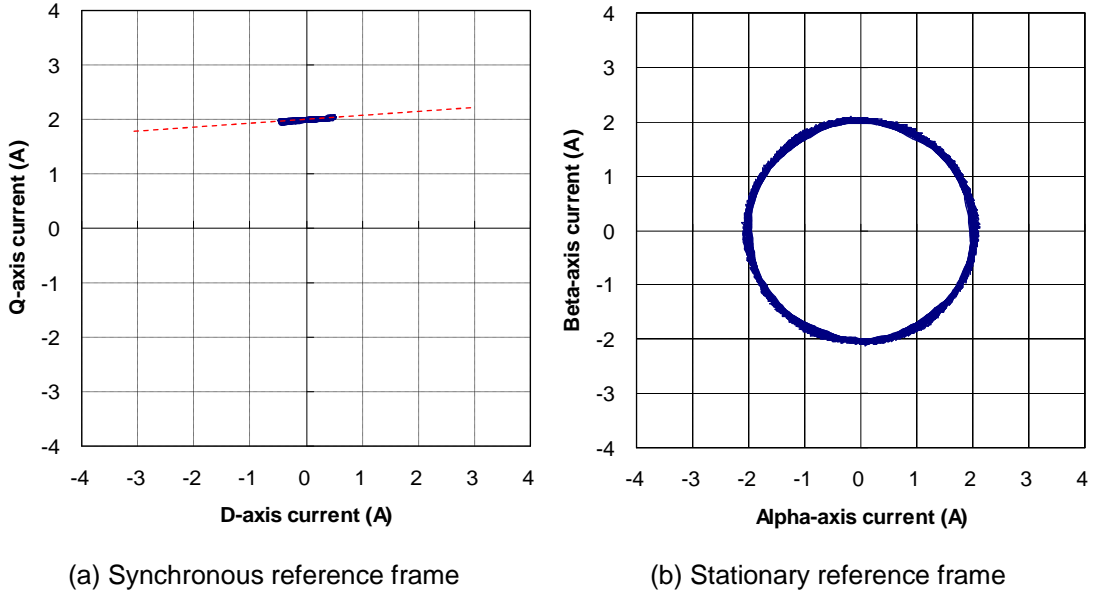 4
3
2
1
0
-1
-2
-3
-4
Q-axis current (A)
-4 -3 -2 -1 0 1 2 3 4
D-axis current (A)
(a) Synchronous reference frame
4
3
2
1
0
-1
-2
-3
-4
Beta-axis current (A)
-4 -3 -2 -1 0 1 2 3 4
Alpha-axis current (A)
(b) Stationary reference frame